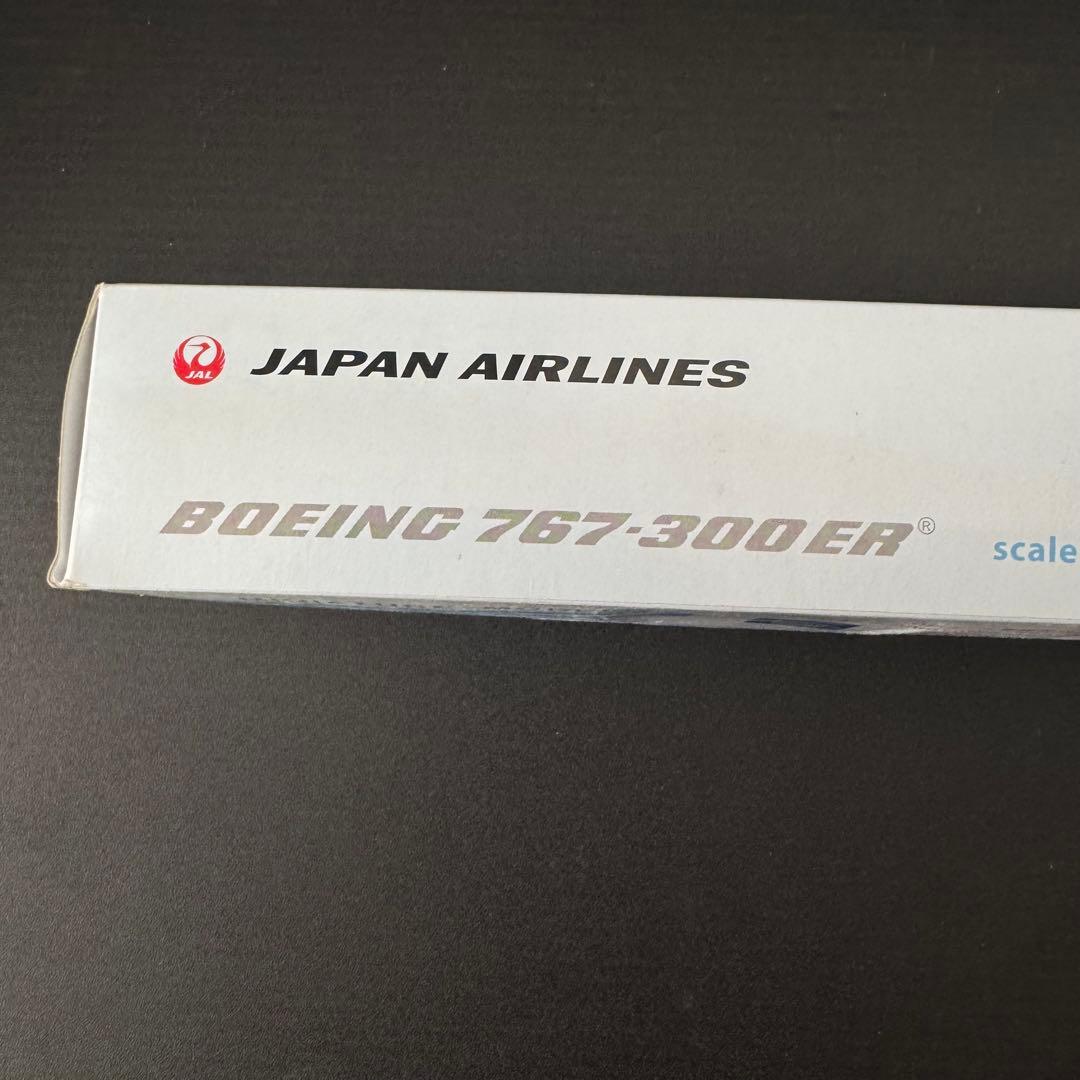 JAL
JAPAN AIRLINES
BOEING 767-300ER®
scale